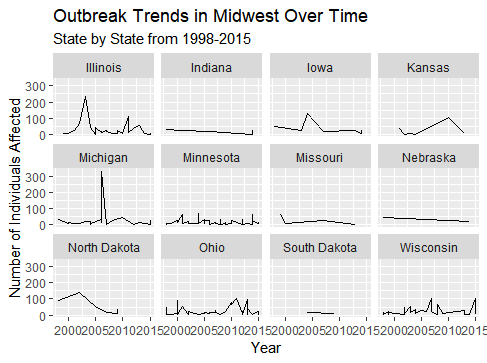 Outbreak Trends in Midwest Over Time
State by State from 1998-2015
Illinois Indiana Iowa Kansas
300
200
100
0
Michigan Minnesota Missouri Nebraska
300
200
100
0
North Dakota Ohio South Dakota Wisconsin
300
200
100
0
2000 2005 2010 2015 2000 2005 2010 2015 2000 2005 2010 2015 2000 2005 2010 2015
Year
Number of Individuals Affected